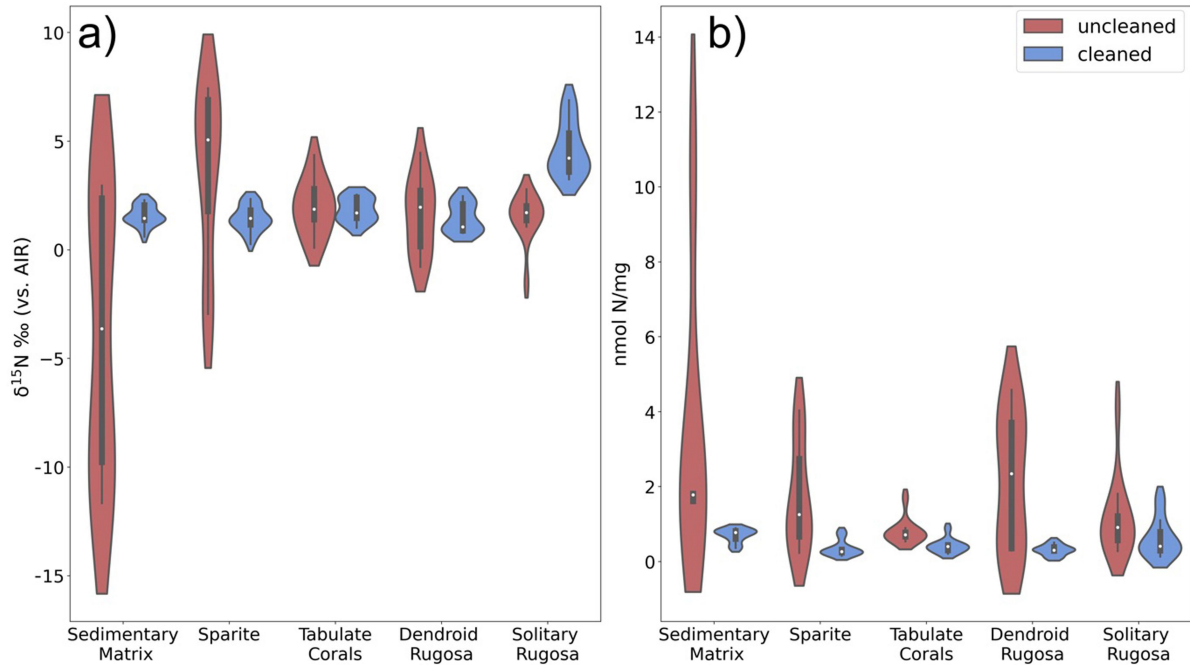 a)
10
5
0
−5
-10
-15
δ¹⁵N ‰ (vs. AIR)
Sedimentary
Matrix
Sparite
Tabulate
Corals
Dendroid
Rugosa
Solitary
Rugosa
b)
uncleaned
cleaned
14
12
10
8
6
4
2
0
nmol N/mg
Sedimentary
Matrix
Sparite
Tabulate
Corals
Dendroid
Rugosa
Solitary
Rugosa